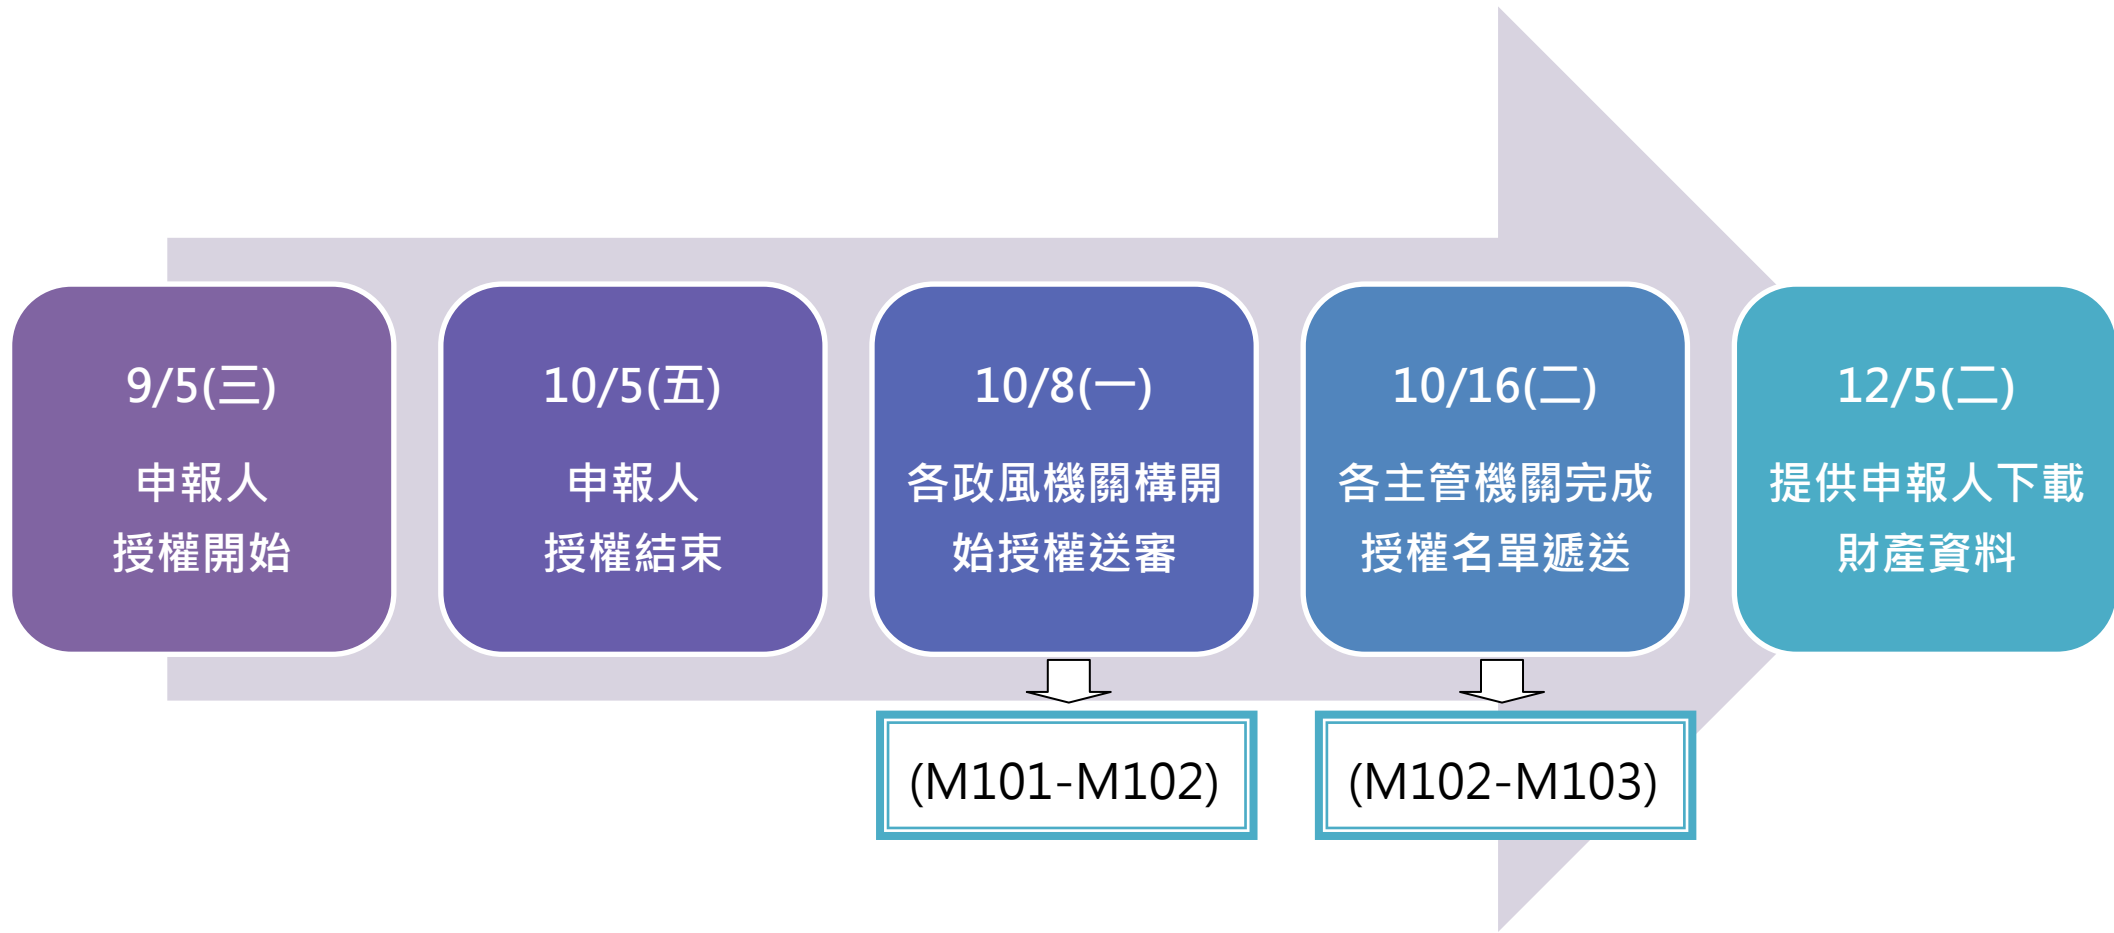 9/5(三)
申報人
授權開始
10/5(五)
申報人
授權結束
10/8(一)
各政風機關構開
始授權送審
10/16(二)
各主管機關完成
授權名單遞送
12/5(二)
提供申報人下載
財產資料
(M101-M102)
(M102-M103)